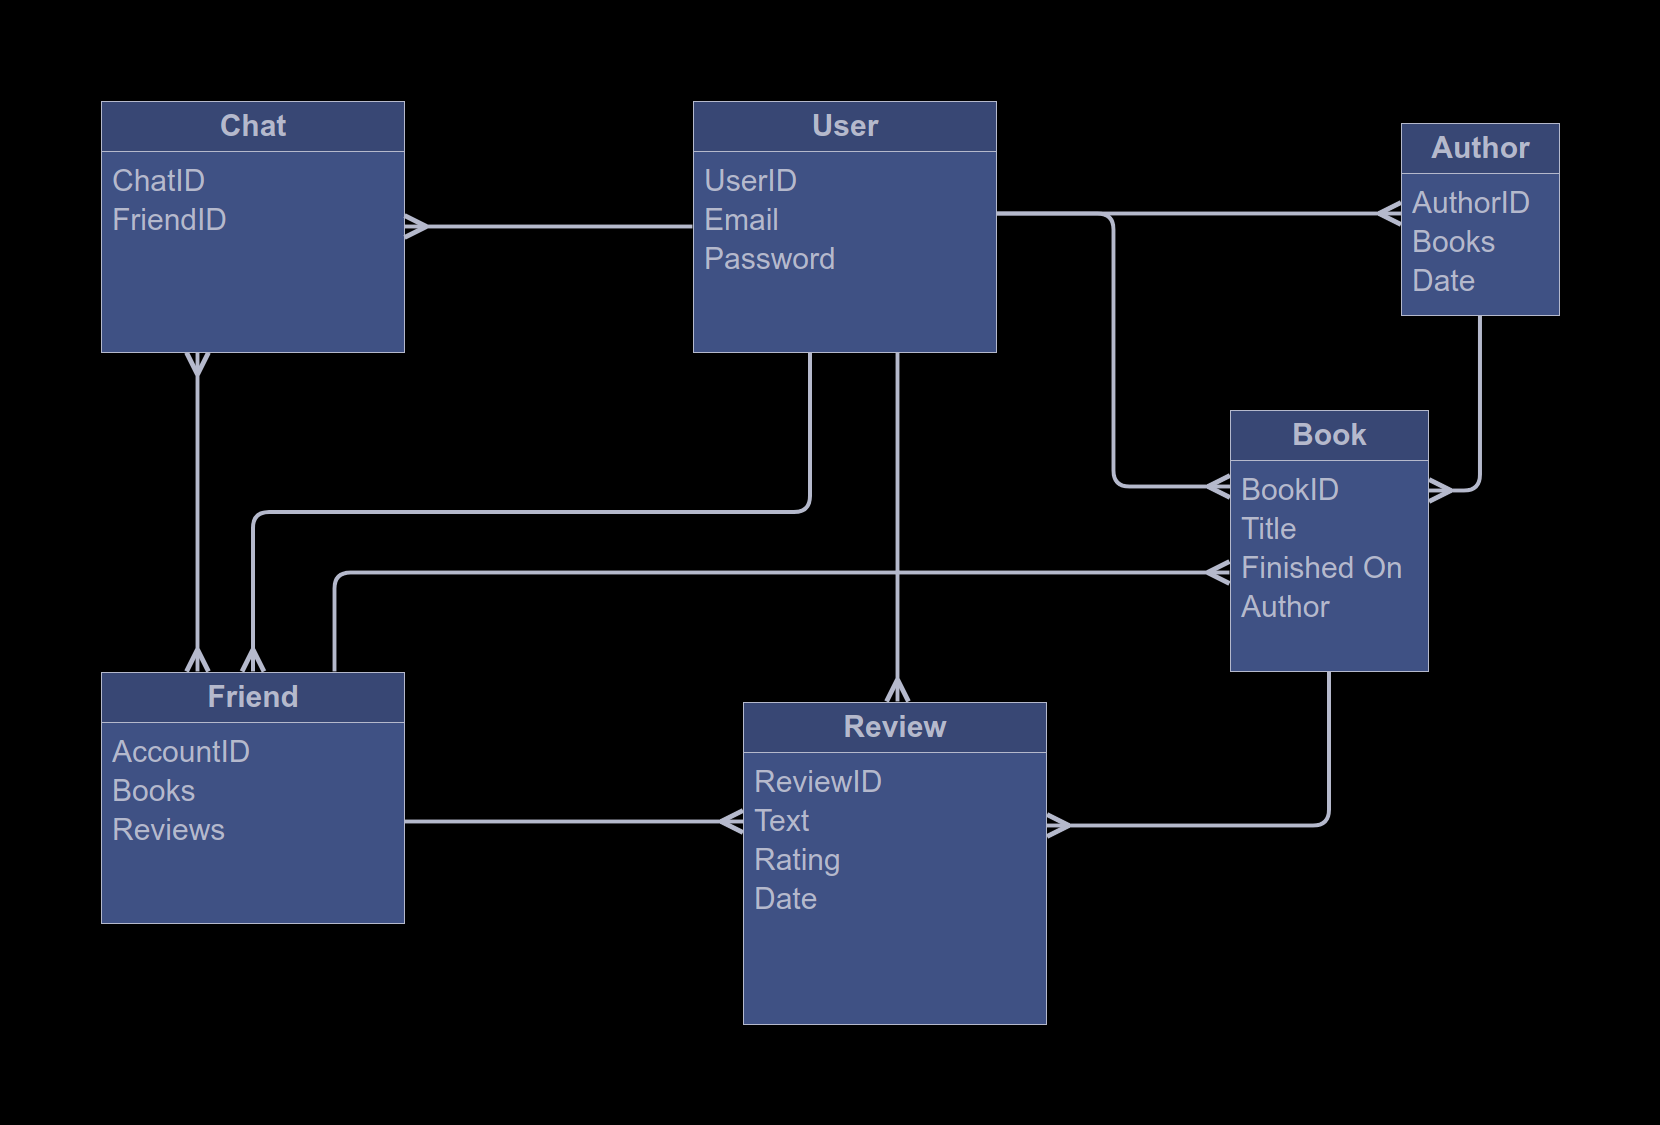 Chat
ChatID
FriendID
User
UserID
Email
Password
Author
AuthorID
Books
Date
Book
BookID
Title
Finished On
Author
Friend
AccountID
Books
Reviews
Review
ReviewID
Text
Rating
Date